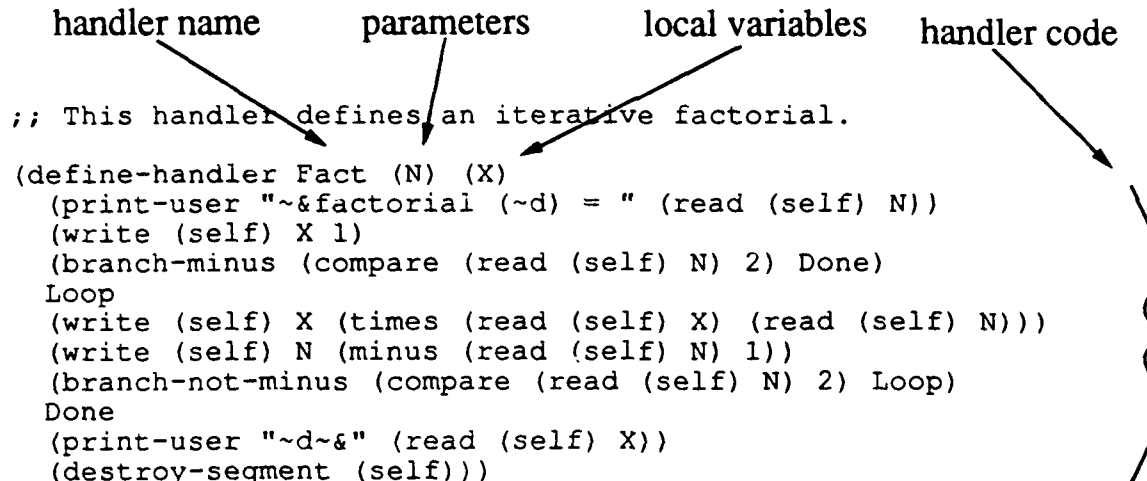 handler name parameters local variables handler code
;; This handler defines an iterative factorial.
(define-handler Fact (N) (X)
(print-user "~&factorial (~d) = " (read (self) N))
(write (self) X 1)
(branch-minus (compare (read (self) N) 2) Done)
Loop
(write (self) X (times (read (self) X) (read (self) N)))
(write (self) N (minus (read (self) N) 1))
(branch-not-minus (compare (read (self) N) 2) Loop)
Done
(print-user "~d~&" (read (self) X))
(destroy-segment (self)))